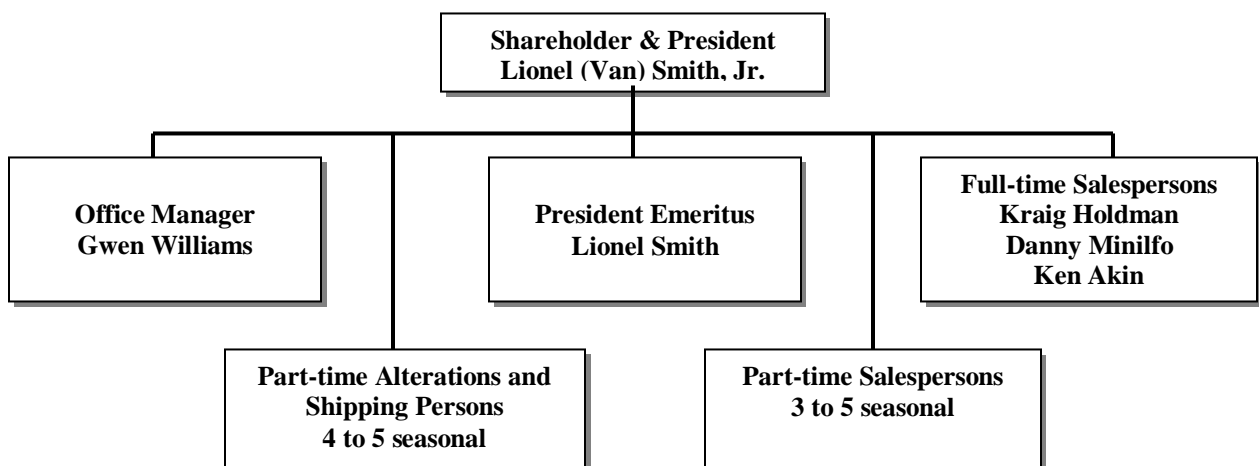 Shareholder & President
Lionel (Van) Smith, Jr.
Office Manager
Gwen Williams
President Emeritus
Lionel Smith
Full-time Salespersons
Kraig Holdman
Danny Minilfo
Ken Akin
Part-time Alterations and
Shipping Persons
4 to 5 seasonal
Part-time Salespersons
3 to 5 seasonal